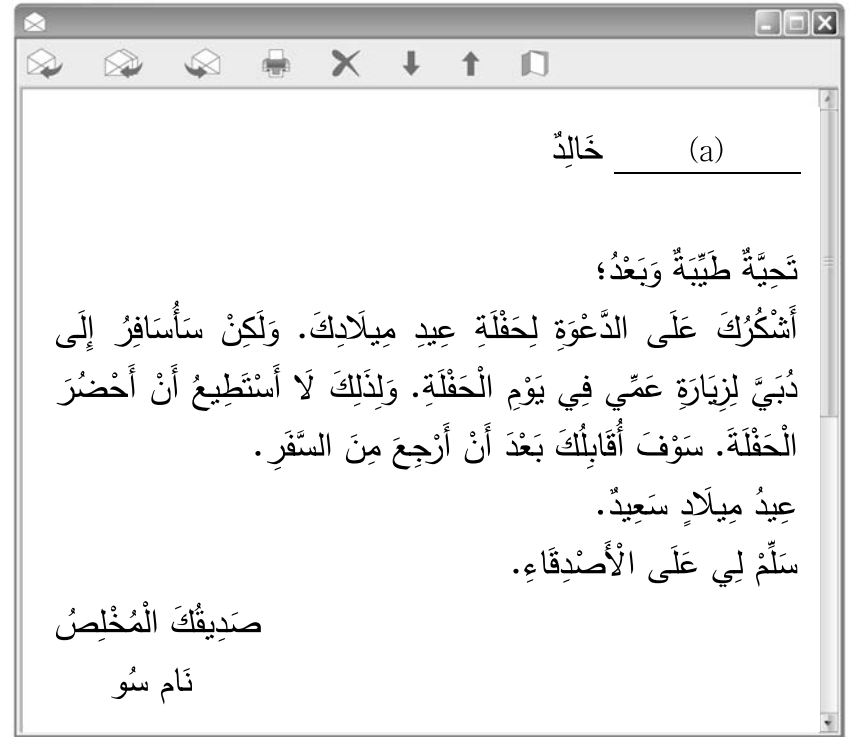 (a) خَالِدٌ
تَحِيَّةٌ طَيِّبَةٌ وَبَعْدُ؛
أَشْكُرُكَ عَلَى الدَّعْوَةِ لِحَفْلَةِ عِيدِ مِيلَادِكَ. وَلَكِنْ سَأُسَافِرُ إِلَى
دُبَيَّ لِزِيَارَةِ عَمِّي فِي يَوْمِ الْحَفْلَةِ. وَلِذَلِكَ لَا أَسْتَطِيعُ أَنْ أَحْضُرَ
الْحَفْلَةَ. سَوْفَ أُقَابِلُكَ بَعْدَ أَنْ أَرْجِعَ مِنَ السَّفَرِ.
عِيدُ مِيلَادٍ سَعِيدٌ.
سَلِّمْ لِي عَلَى الْأَصْدِقَاءِ.
صَدِيقُكَ الْمُخْلِصُ
نَام سُو